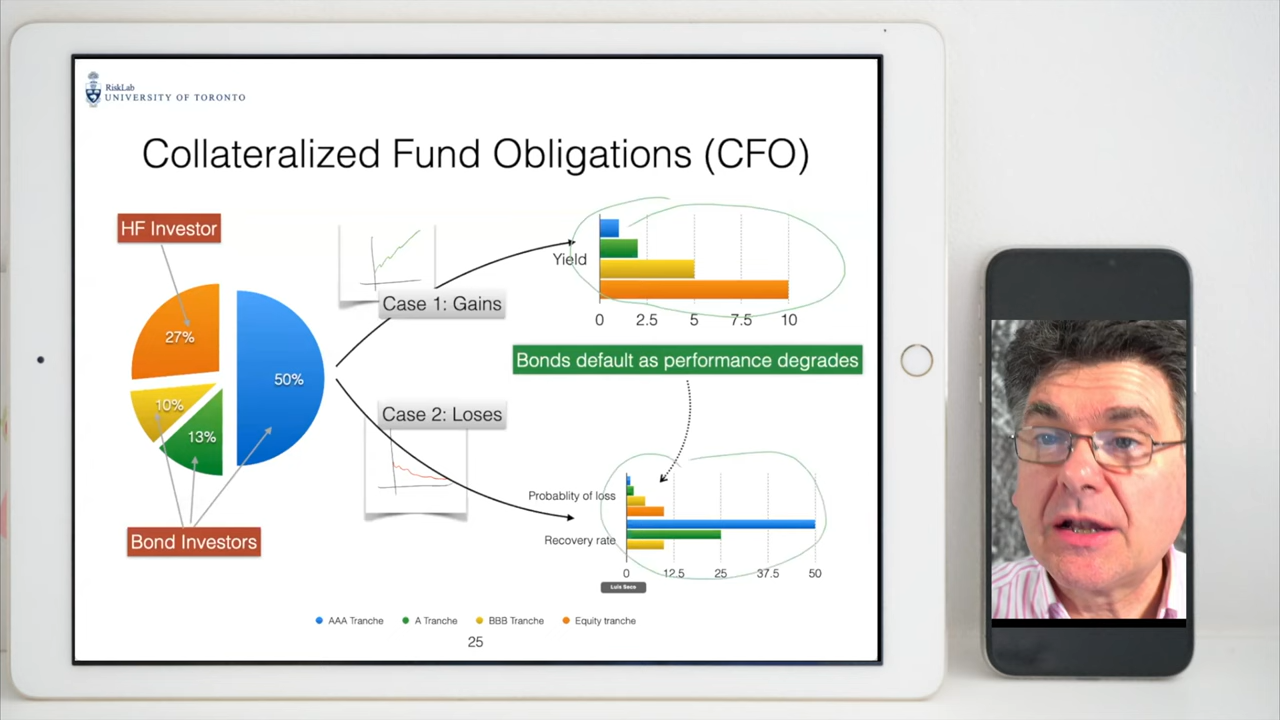 RiskLab
UNIVERSITY OF TORONTO
Collateralized Fund Obligations (CFO)
HF Investor
27%
50%
10%
13%
Bond Investors
Case 1: Gains
Case 2: Loses
Yield
0 2.5 5 7.5 10
Bonds default as performance degrades
Probablity of loss
Recovery rate
0 12.5 25 37.5 50
Luis Seco
AAA Tranche A Tranche BBB Tranche Equity tranche
25